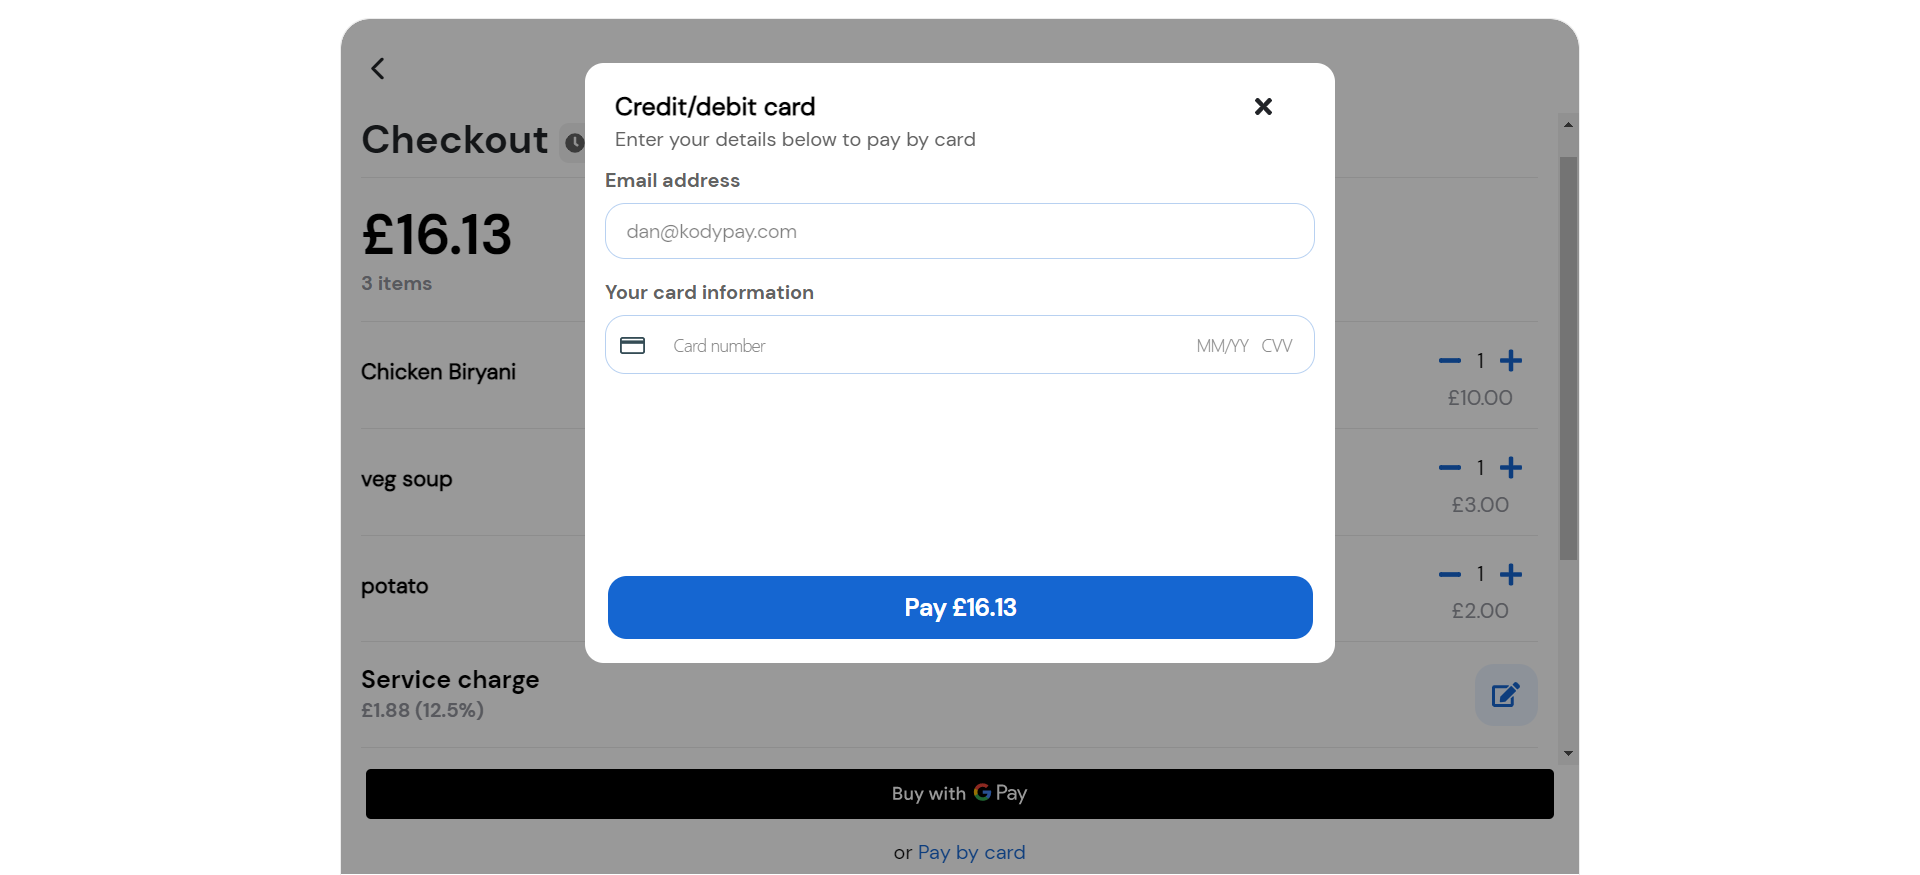 Credit/debit card
Enter your details below to pay by card
Email address
dan@kodypay.com
Your card information
Card number MM/YY CVV
Pay £16.13
Checkout
£16.13
3 items
Chicken Biryani
1
£10.00
veg soup
1
£3.00
potato
1
£2.00
Service charge
£1.88 (12.5%)
Buy with G Pay
or Pay by card